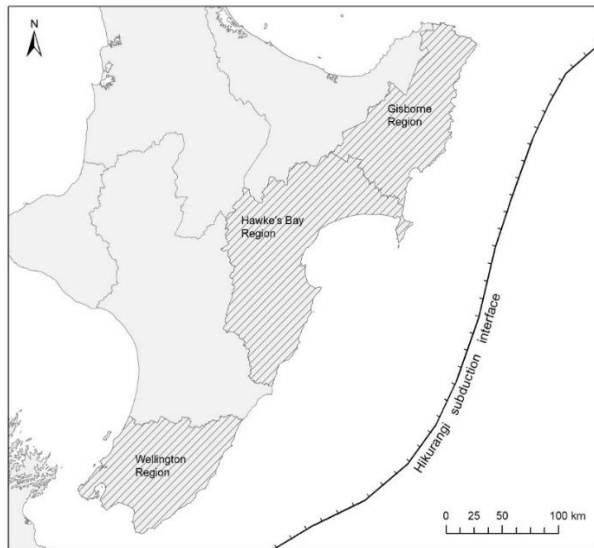 N
Gisborne
Region
Hawke's Bay
Region
Hikurangi subduction interface
Wellington
Region
0 25 50 100 km